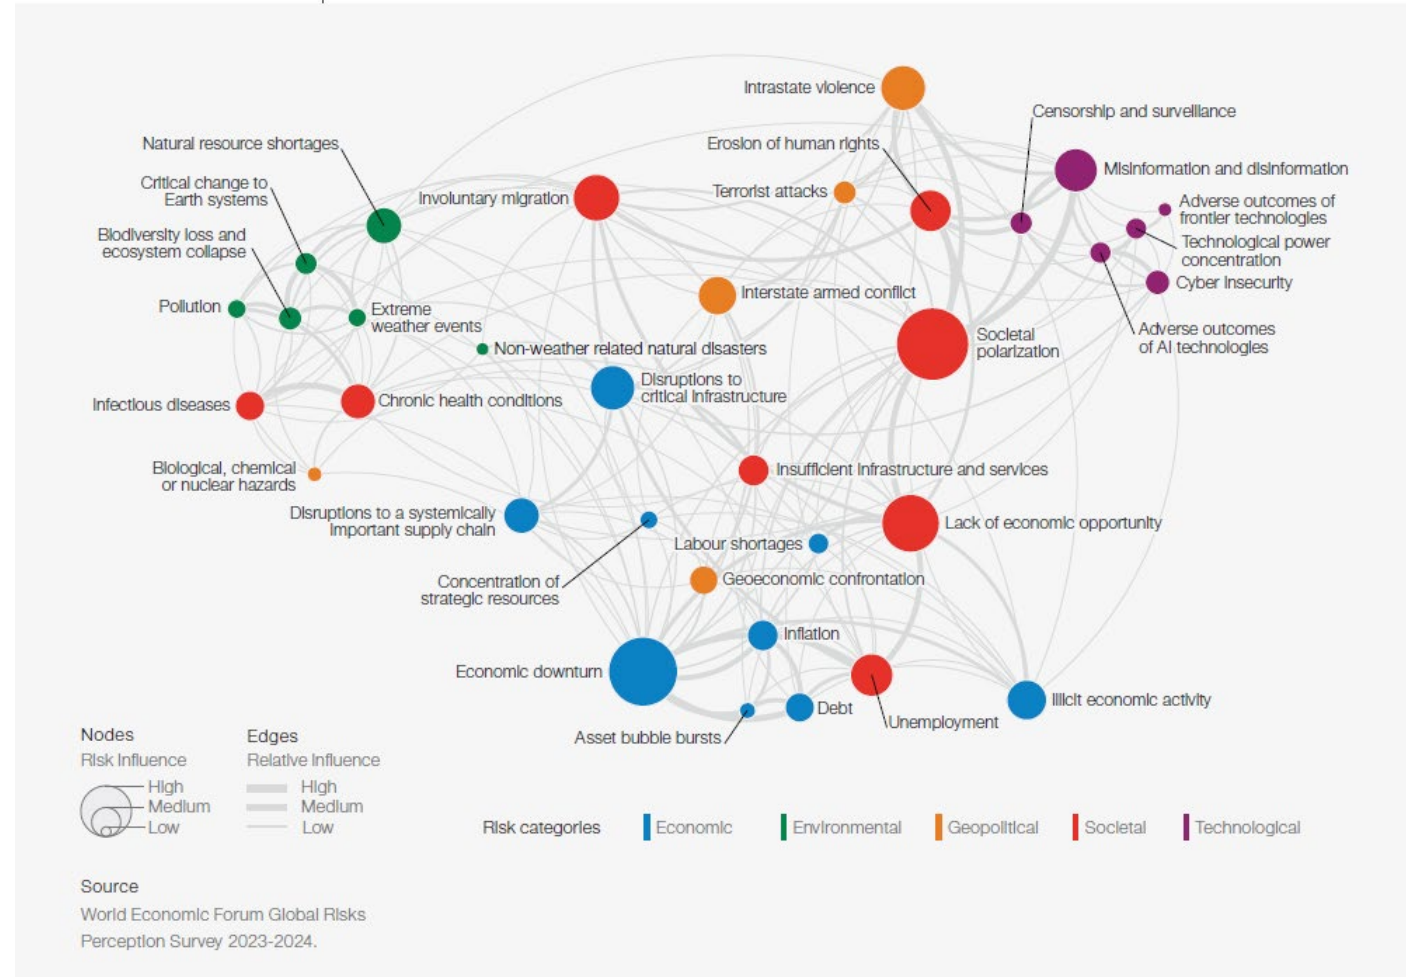 Intrastate violence
Censorship and surveillance
Natural resource shortages
Erosion of human rights
Misinformation and disinformation
Critical change to
Earth systems
Involuntary migration
Terrorist attacks
Adverse outcomes of
frontier technologies
Biodiversity loss and
ecosystem collapse
Technological power
concentration
Cyber insecurity
Pollution
Extreme
weather events
Interstate armed conflict
Adverse outcomes
of AI technologies
Societal
polarization
Non-weather related natural disasters
Disruptions to
critical infrastructure
Infectious diseases
Chronic health conditions
Biological, chemical
or nuclear hazards
Insufficient infrastructure and services
Disruptions to a systemically
important supply chain
Lack of economic opportunity
Labour shortages
Concentration of
strategic resources
Geoeconomic confrontation
Inflation
Economic downturn
Illicit economic activity
Debt
Unemployment
Asset bubble bursts
Nodes
Risk influence
High
Medium
Low
Edges
Relative influence
High
Medium
Low
Risk categories
Economic
Environmental
Geopolitical
Societal
Technological
Source
World Economic Forum Global Risks
Perception Survey 2023-2024.